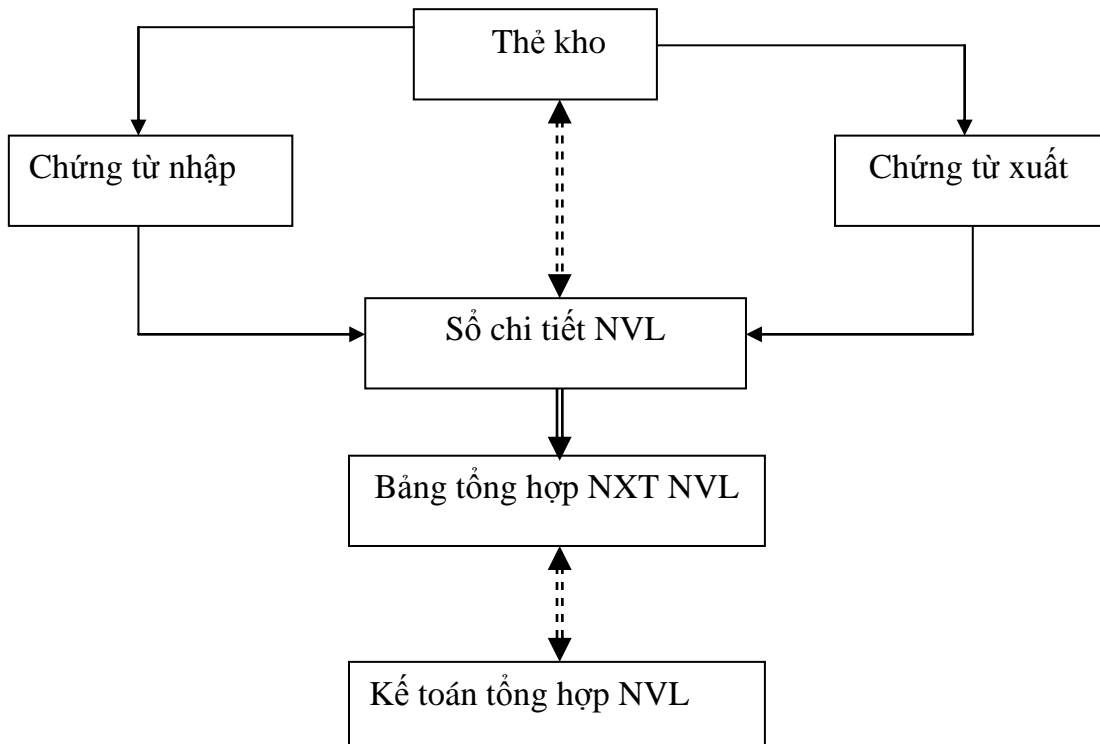 Thẻ kho
Chứng từ nhập
Chứng từ xuất
Sổ chi tiết NVL
Bảng tổng hợp NXT NVL
Kế toán tổng hợp NVL